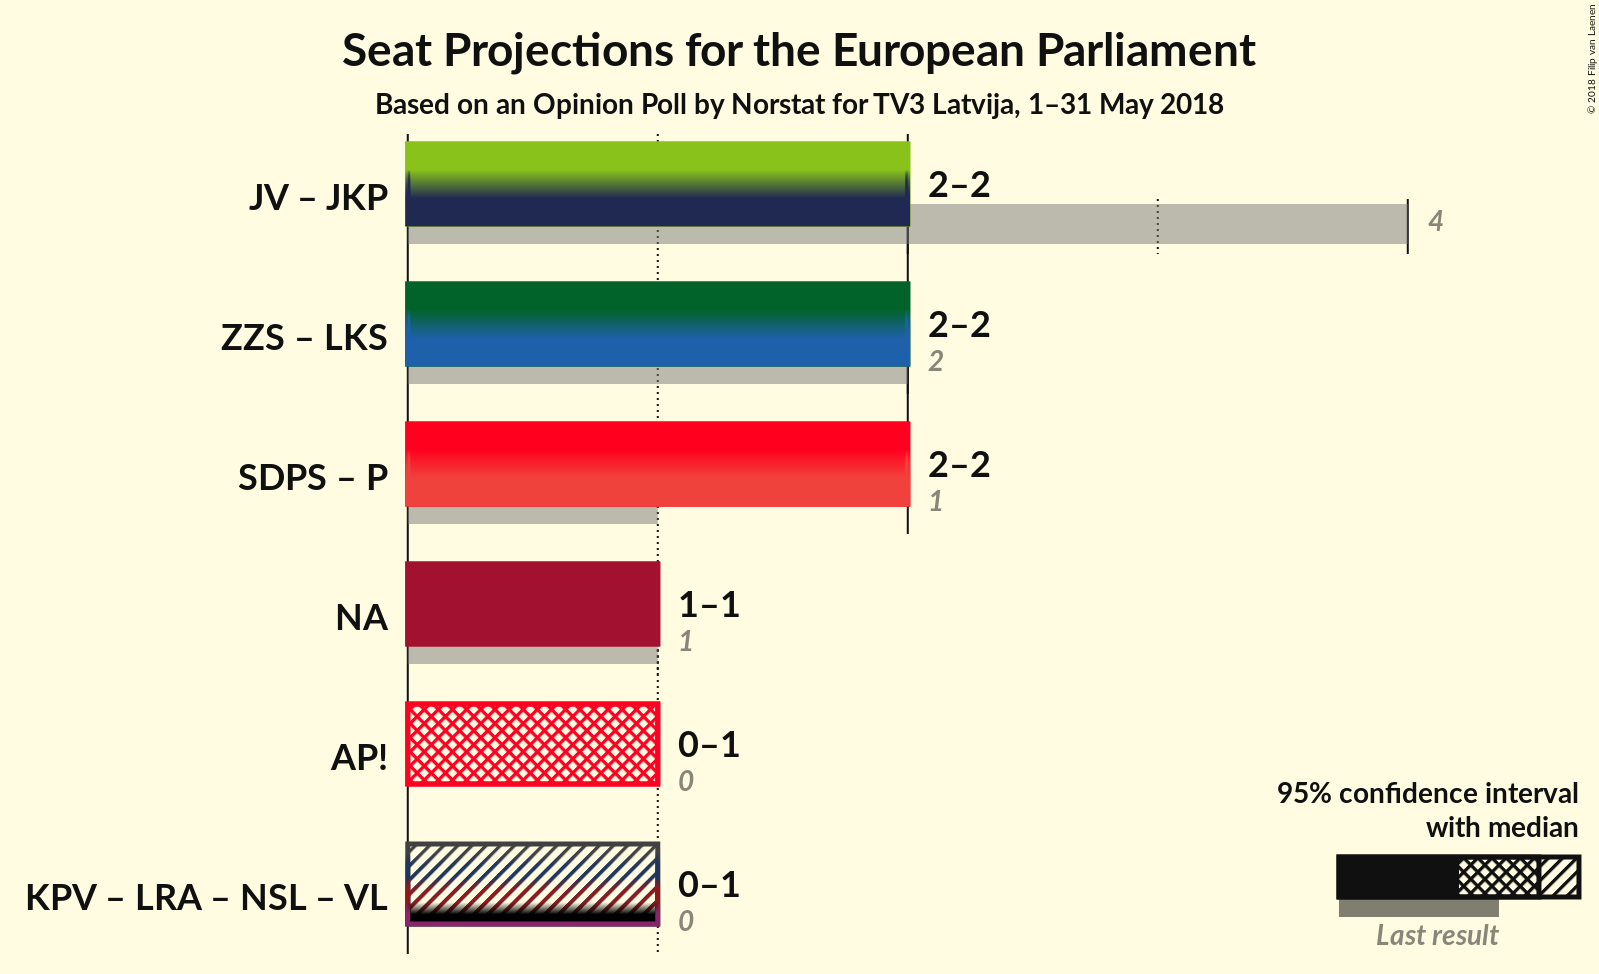 Seat Projections for the European Parliament
Based on an Opinion Poll by Norstat for TV3 Latvija, 1–31 May 2018
© 2018 Filip van Laenen
JV – JKP
2–2
4
ZZS – LKS
2–2
2
SDPS – P
2–2
1
NA
1–1
1
AP!
0–1
0
KPV – LRA – NSL – VL
0–1
0
95% confidence interval
with median
Last result